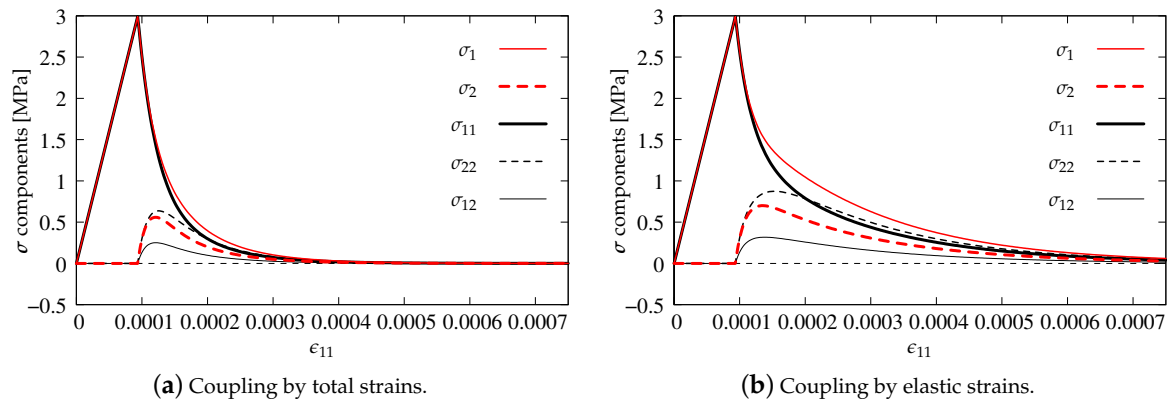 3
2.5
2
1.5
1
0.5
0
−0.5
σ components [MPa]
0 0.0001 0.0002 0.0003 0.0004 0.0005 0.0006 0.0007
ϵ11
σ1
σ2
σ11
σ22
σ12
(a) Coupling by total strains.
3
2.5
2
1.5
1
0.5
0
−0.5
σ components [MPa]
0 0.0001 0.0002 0.0003 0.0004 0.0005 0.0006 0.0007
ϵ11
σ1
σ2
σ11
σ22
σ12
(b) Coupling by elastic strains.